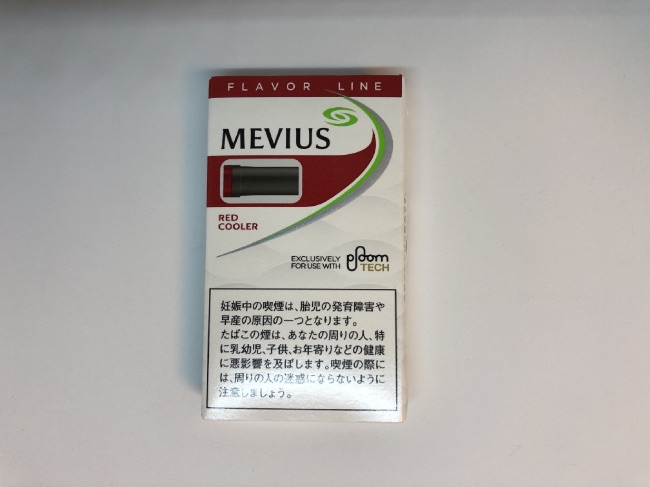 FLAVOR LINE
MEVIUS
RED
COOLER
EXCLUSIVELY
FOR USE WITH
ploom
TECH
妊娠中の喫煙は、胎児の発育障害や
早産の原因の一つとなります。
たばこの煙は、あなたの周りの人、特
に乳幼児、子供、お年寄りなどの健康
に悪影響を及ぼします。喫煙の際に
は、周りの人の迷惑にならないように
注意しましょう。